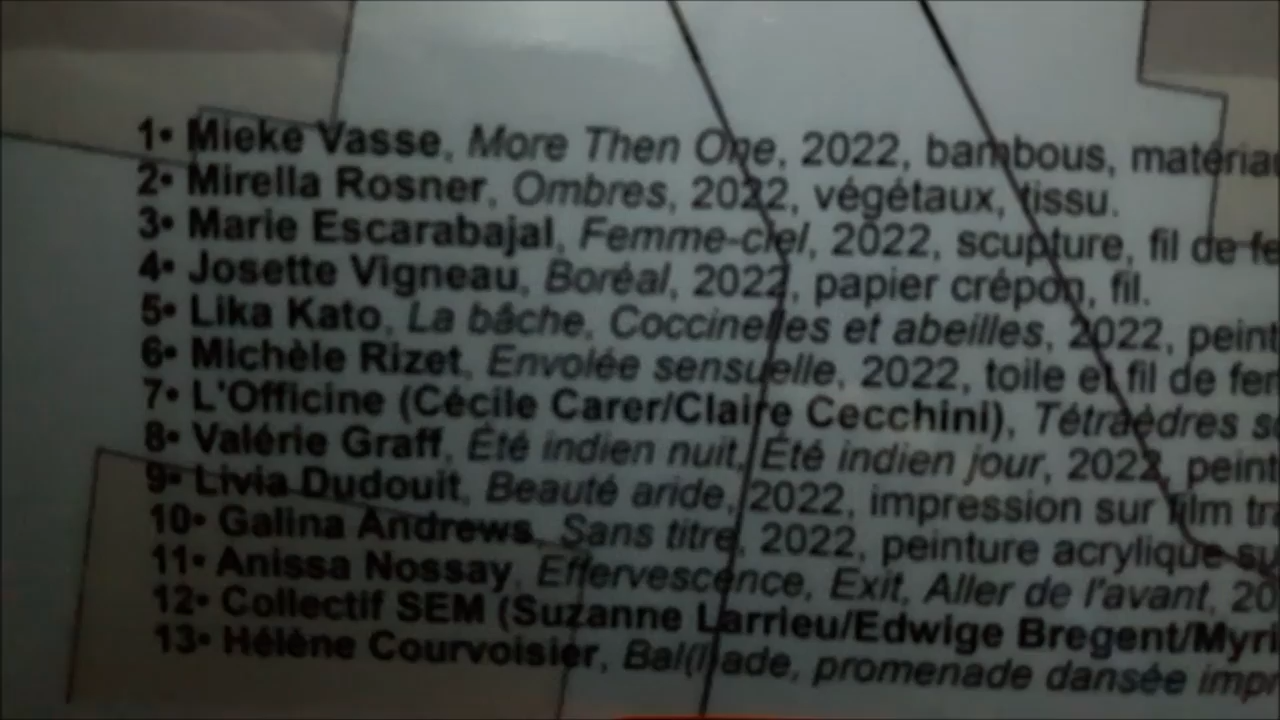 1• Mieke Vasse, More Then One, 2022, bambous, matériau
2• Mirella Rosner, Ombres, 2022, végétaux, tissu.
3• Marie Escarabajal, Femme-ciel, 2022, scupture, fil de fe
4• Josette Vigneau, Boréal, 2022, papier crépon, fil.
5• Lika Kato, La bâche, Coccinelles et abeilles, 2022, peint
6• Michèle Rizet, Envolée sensuelle, 2022, toile et fil de fer
7• L'Officine (Cécile Carer/Claire Cecchini), Tétraèdres s
8• Valérie Graff, Été indien nuit, Été indien jour, 2022, peint
9• Livia Dudouit, Beauté aride, 2022, impression sur film tr
10• Galina Andrews, Sans titre, 2022, peinture acrylique su
11• Anissa Nossay, Effervescence, Exit, Aller de l'avant, 20
12• Collectif SEM (Suzanne Larrieu/Edwige Bregent/Myri
13• Hélène Courvoisier, Bal(l)ade, promenade dansée impr